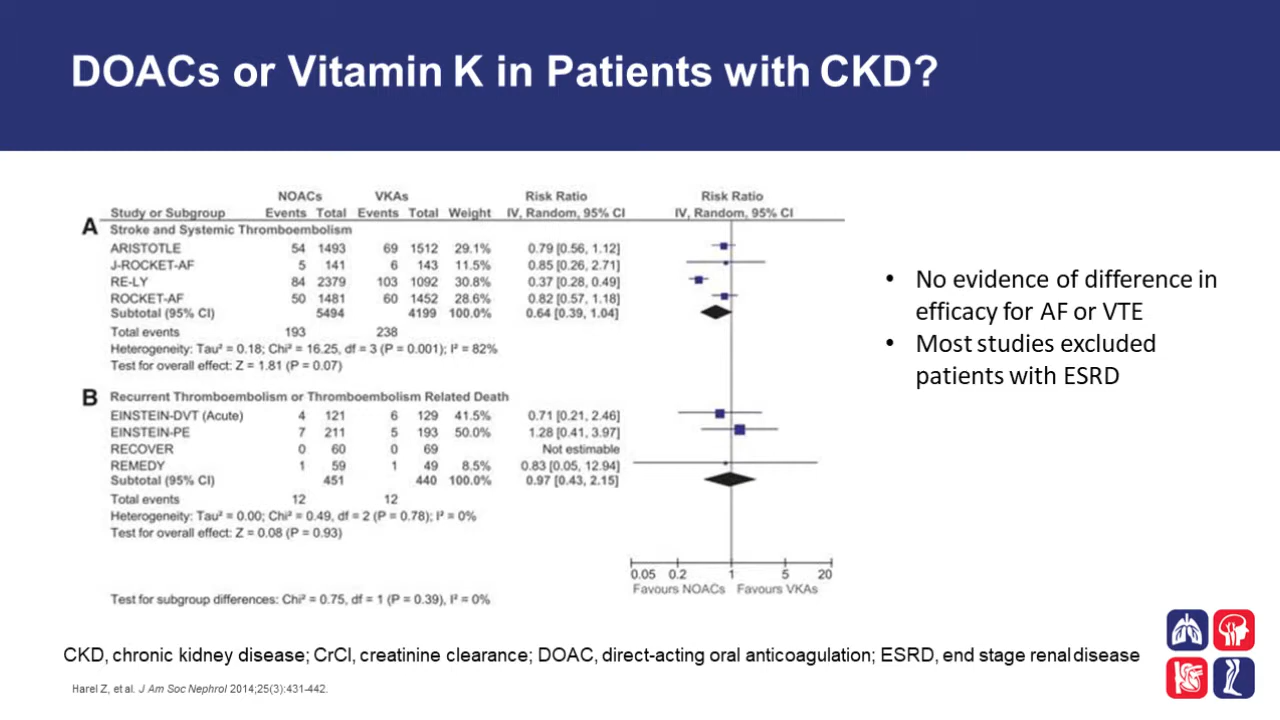 DOACs or Vitamin K in Patients with CKD?
NOACs VKAs Risk Ratio Risk Ratio
Study or Subgroup Events Total Events Total Weight IV, Random, 95% CI IV, Random, 95% CI
A Stroke and Systemic Thromboembolism
ARISTOTLE 54 1493 69 1512 29.1% 0.79 [0.56, 1.12]
J-ROCKET-AF 5 141 6 143 11.5% 0.85 [0.26, 2.71]
RE-LY 84 2379 103 1092 30.8% 0.37 [0.28, 0.49]
ROCKET-AF 50 1481 60 1452 28.6% 0.82 [0.57, 1.18]
Subtotal (95% CI) 5494 4199 100.0% 0.64 [0.39, 1.04]
Total events 193 238
Heterogeneity: Tau² = 0.18; Chi² = 16.25, df = 3 (P = 0.001); I² = 82%
Test for overall effect: Z = 1.81 (P = 0.07)
B Recurrent Thromboembolism or Thromboembolism Related Death
EINSTEIN-DVT (Acute) 4 121 6 129 41.5% 0.71 [0.21, 2.46]
EINSTEIN-PE 7 211 5 193 50.0% 1.28 [0.41, 3.97]
RECOVER 0 60 0 69 Not estimable
REMEDY 1 59 1 49 8.5% 0.83 [0.05, 12.94]
Subtotal (95% CI) 451 440 100.0% 0.97 [0.43, 2.15]
Total events 12 12
Heterogeneity: Tau² = 0.00; Chi² = 0.49, df = 2 (P = 0.78); I² = 0%
Test for overall effect: Z = 0.08 (P = 0.93)
0.05 0.2 1 5 20
Favours NOACs Favours VKAs
Test for subgroup differences: Chi² = 0.75, df = 1 (P = 0.39), I² = 0%
• No evidence of difference in
efficacy for AF or VTE
• Most studies excluded
patients with ESRD
CKD, chronic kidney disease; CrCl, creatinine clearance; DOAC, direct-acting oral anticoagulation; ESRD, end stage renal disease
Harel Z, et al. J Am Soc Nephrol 2014;25(3):431-442.